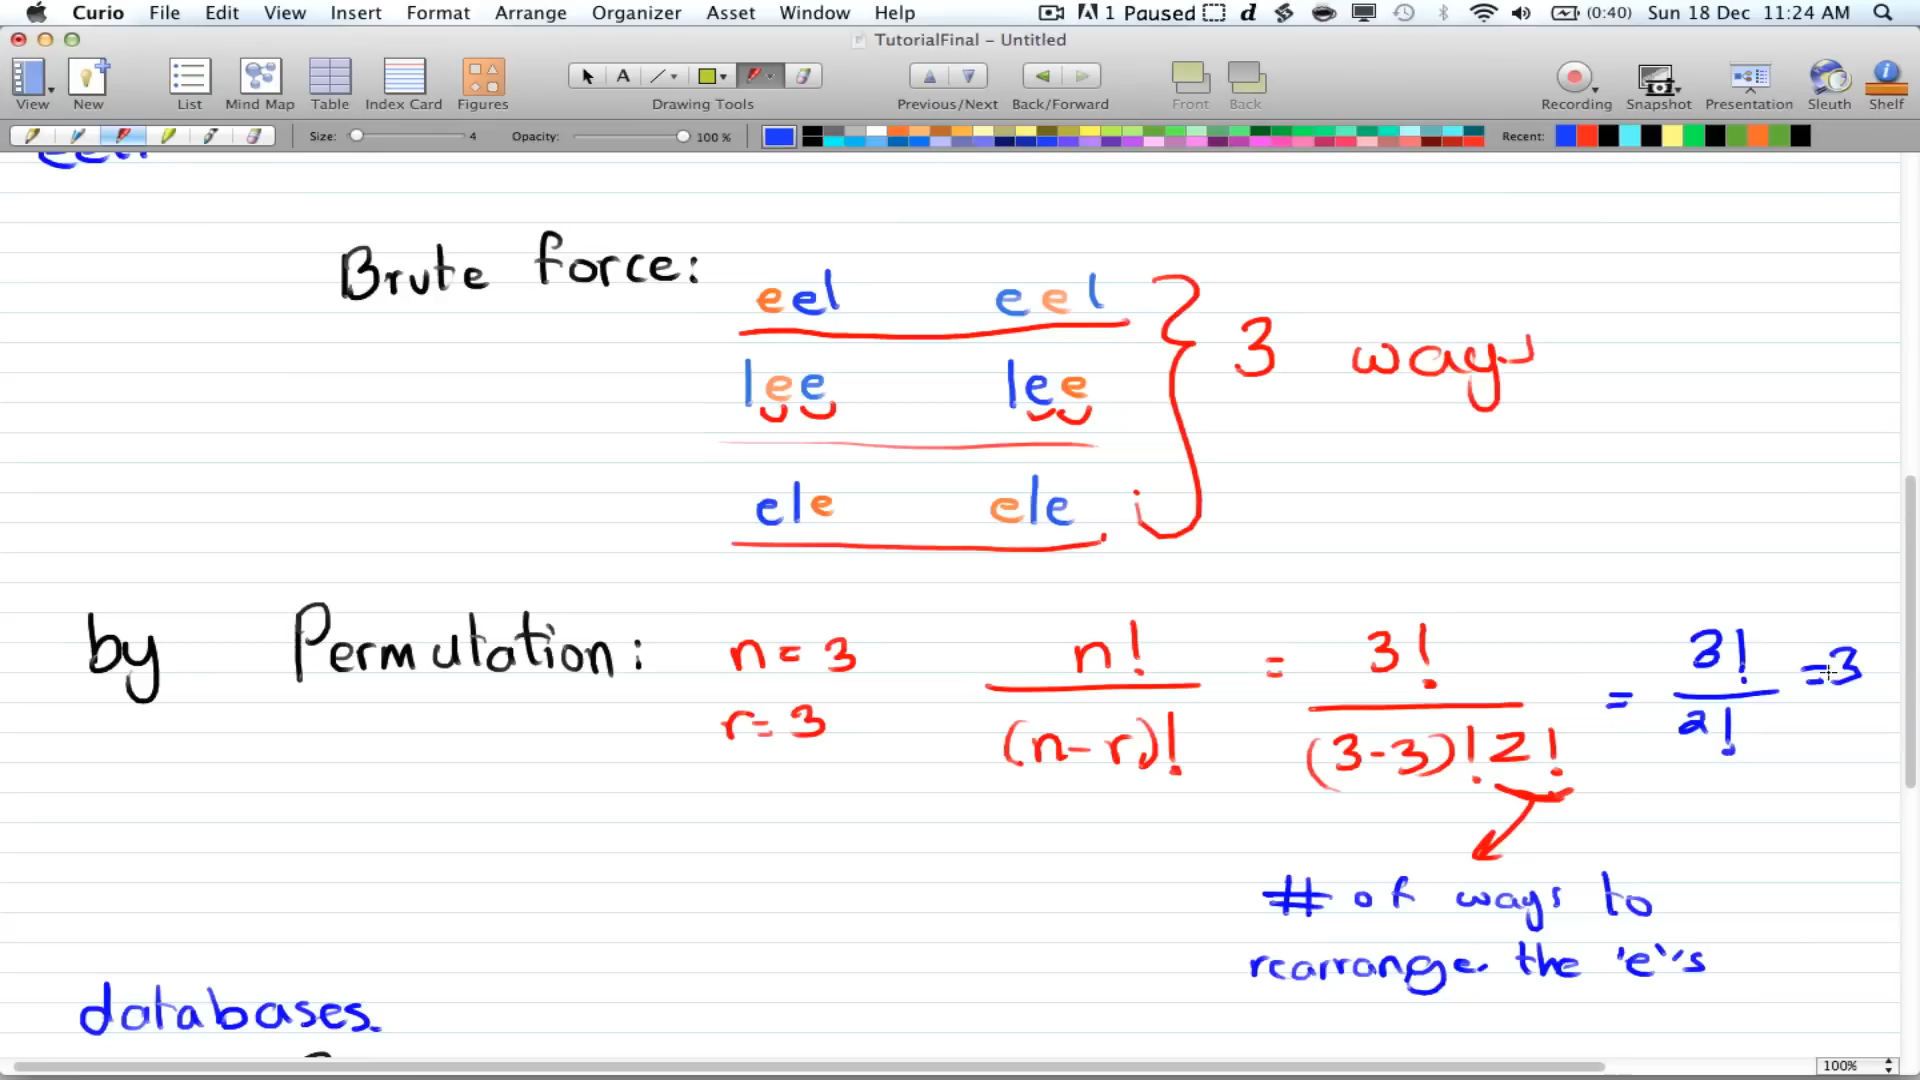 Curio File Edit View Insert Format Arrange Organizer Asset Window Help 1 Paused (0:40) Sun 18 Dec 11:24 AM
TutorialFinal – Untitled
View New List Mind Map Table Index Card Figures Drawing Tools Previous/Next Back/Forward Front Back Recording Snapshot Presentation Sleuth Shelf
Size: 4 Opacity: 100 % Recent:
Brute force:
eel eel
lee lee
ele ele
3 ways
by Permutation: n = 3 n! = 3! = 3! =3
r = 3 (n-r)! (3-3)!2! 2!
# of ways to
rearrange the 'e''s
databases.
100%